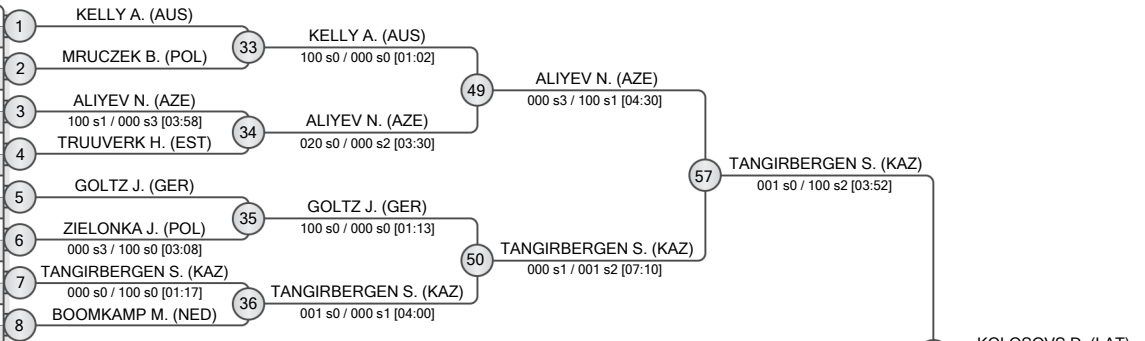 1
KELLY A. (AUS)
2
MRUCZEK B. (POL)
3
ALIYEV N. (AZE)
100 s1 / 000 s3 [03:58]
4
TRUUVERK H. (EST)
5
GOLTZ J. (GER)
6
ZIELONKA J. (POL)
000 s3 / 100 s0 [03:08]
7
TANGIRBERGEN S. (KAZ)
000 s0 / 100 s0 [01:17]
8
BOOMKAMP M. (NED)
33
KELLY A. (AUS)
100 s0 / 000 s0 [01:02]
34
ALIYEV N. (AZE)
020 s0 / 000 s2 [03:30]
35
GOLTZ J. (GER)
100 s0 / 000 s0 [01:13]
36
TANGIRBERGEN S. (KAZ)
001 s0 / 000 s1 [04:00]
49
ALIYEV N. (AZE)
000 s3 / 100 s1 [04:30]
50
TANGIRBERGEN S. (KAZ)
000 s1 / 001 s2 [07:10]
57
TANGIRBERGEN S. (KAZ)
001 s0 / 100 s2 [03:52]